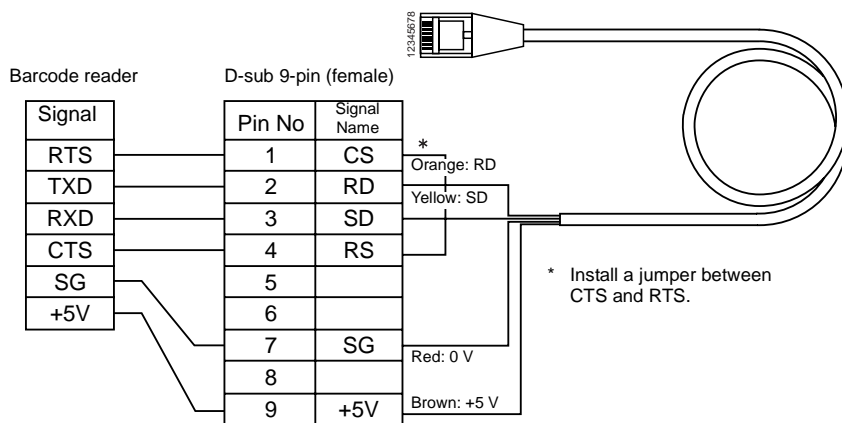 12345678
Barcode reader
D-sub 9-pin (female)
Signal
Pin No
Signal
Name
RTS
1
CS
*
Orange: RD
TXD
2
RD
Yellow: SD
RXD
3
SD
CTS
4
RS
SG
5
+5V
6
7
SG
Red: 0 V
8
9
+5V
Brown: +5 V
* Install a jumper between
CTS and RTS.